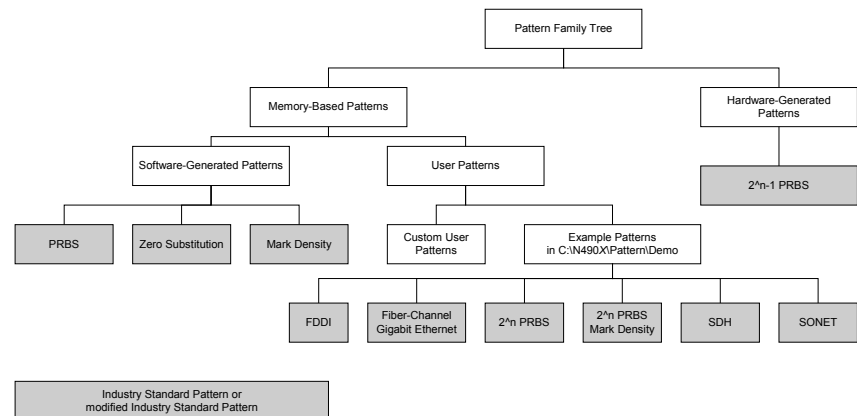 Pattern Family Tree
Memory-Based Patterns
Hardware-Generated
Patterns
Software-Generated Patterns
User Patterns
2^n-1 PRBS
PRBS
Zero Substitution
Mark Density
Custom User
Patterns
Example Patterns
in C:\N490X\Pattern\Demo
FDDI
Fiber-Channel
Gigabit Ethernet
2^n PRBS
2^n PRBS
Mark Density
SDH
SONET
Industry Standard Pattern or
modified Industry Standard Pattern